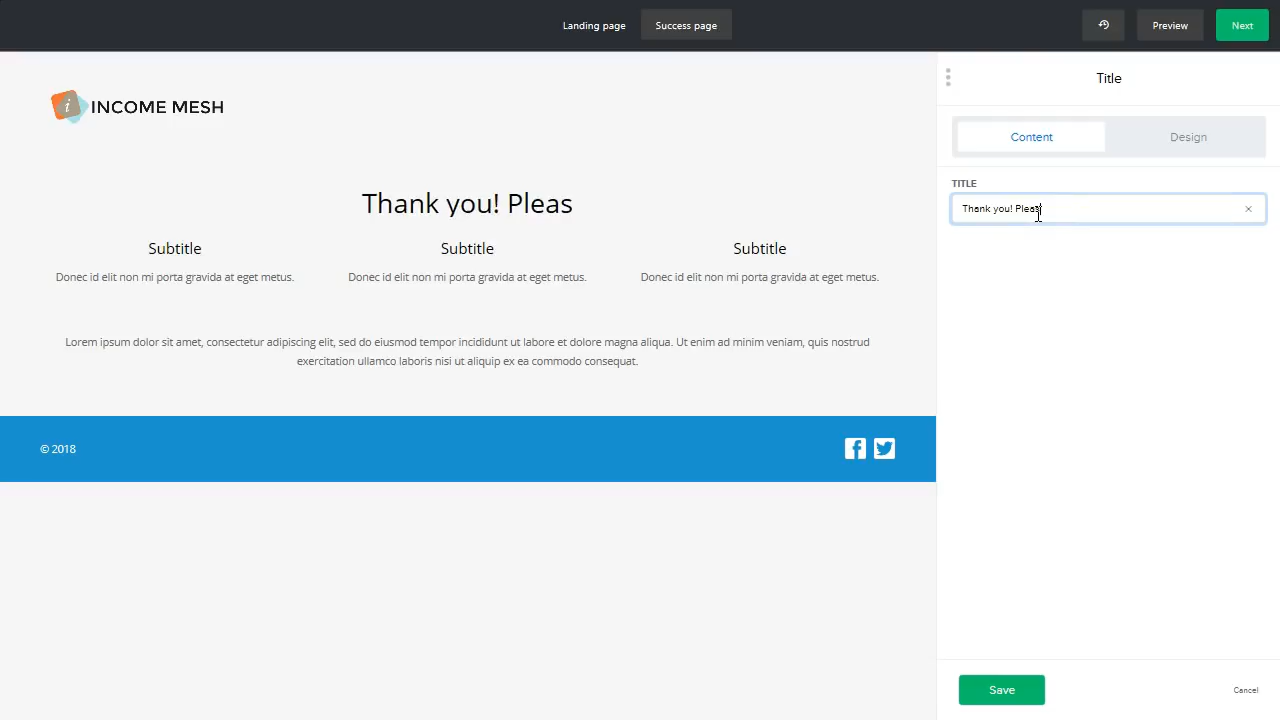 Landing page
Success page
Preview
Next
i INCOME MESH
Thank you! Pleas
Subtitle
Donec id elit non mi porta gravida at eget metus.
Subtitle
Donec id elit non mi porta gravida at eget metus.
Subtitle
Donec id elit non mi porta gravida at eget metus.
Lorem ipsum dolor sit amet, consectetur adipiscing elit, sed do eiusmod tempor incididunt ut labore et dolore magna aliqua. Ut enim ad minim veniam, quis nostrud
exercitation ullamco laboris nisi ut aliquip ex ea commodo consequat.
© 2018
Title
Content
Design
TITLE
Thank you! Pleas
Save
Cancel